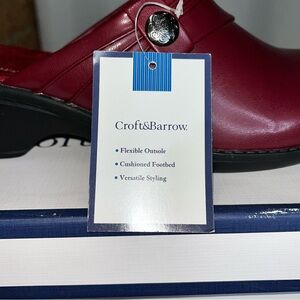 Croft&Barrow.
• Flexible Outsole
• Cushioned Footbed
• Versatile Styling